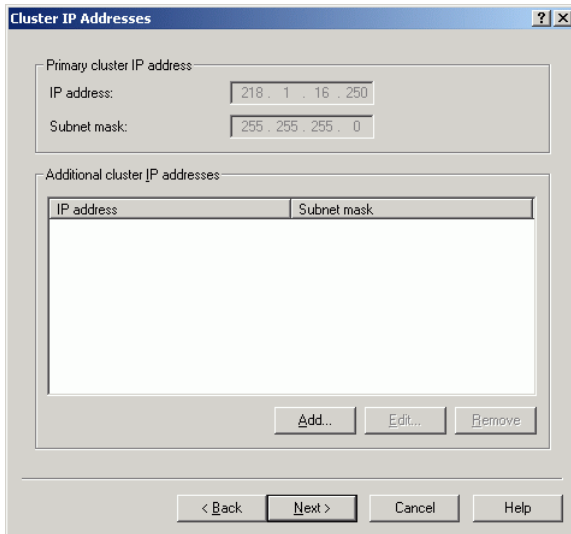 Cluster IP Addresses
Primary cluster IP address
IP address: 218 . 1 . 16 . 250
Subnet mask: 255 . 255 . 255 . 0
Additional cluster IP addresses
IP address Subnet mask
Add... Edit... Remove
< Back Next > Cancel Help